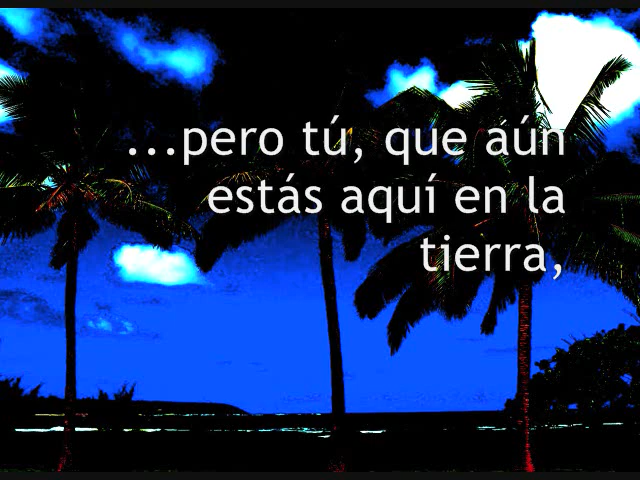 ...pero tú, que aún
estás aquí en la
tierra,